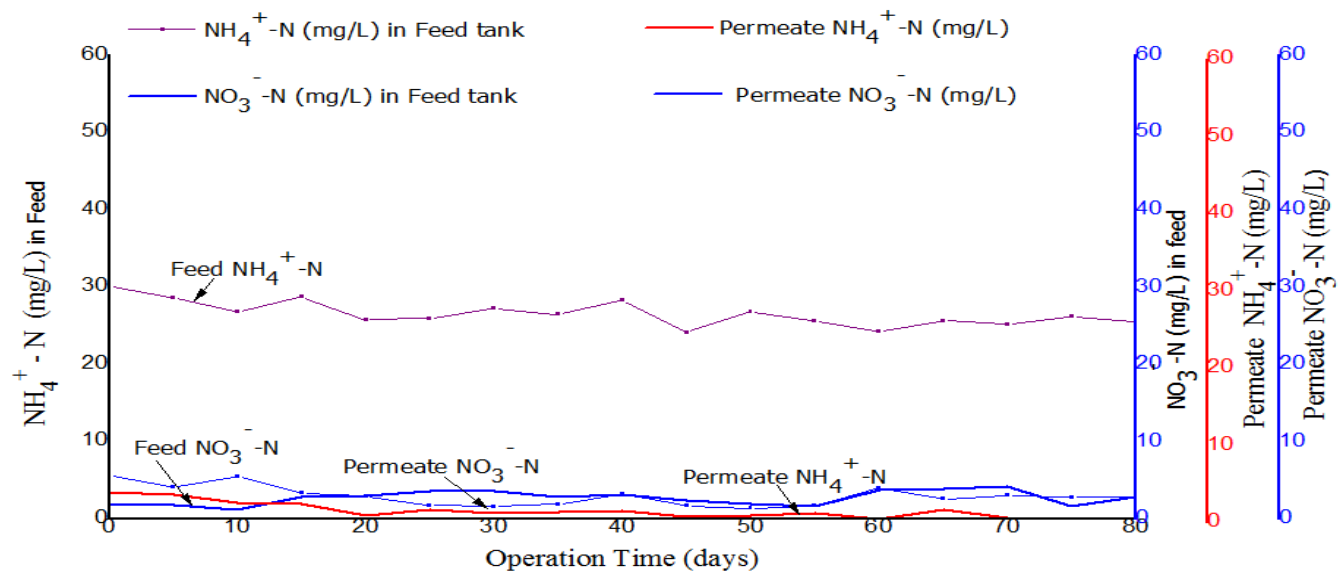 NH₄⁺-N (mg/L) in Feed tank
Permeate NH₄⁺-N (mg/L)
NO₃⁻-N (mg/L) in Feed tank
Permeate NO₃⁻-N (mg/L)
60
50
40
30
20
10
0
NH₄⁺ - N (mg/L) in Feed
Feed NH₄⁺-N
Feed NO₃⁻-N
Permeate NO₃⁻-N
Permeate NH₄⁺-N
0 10 20 30 40 50 60 70 80
Operation Time (days)
60
50
40
30
20
10
0
NO₃⁻-N (mg/L) in feed
60
50
40
30
20
10
0
Permeate NH₄⁺-N (mg/L)
60
50
40
30
20
10
0
Permeate NO₃⁻-N (mg/L)